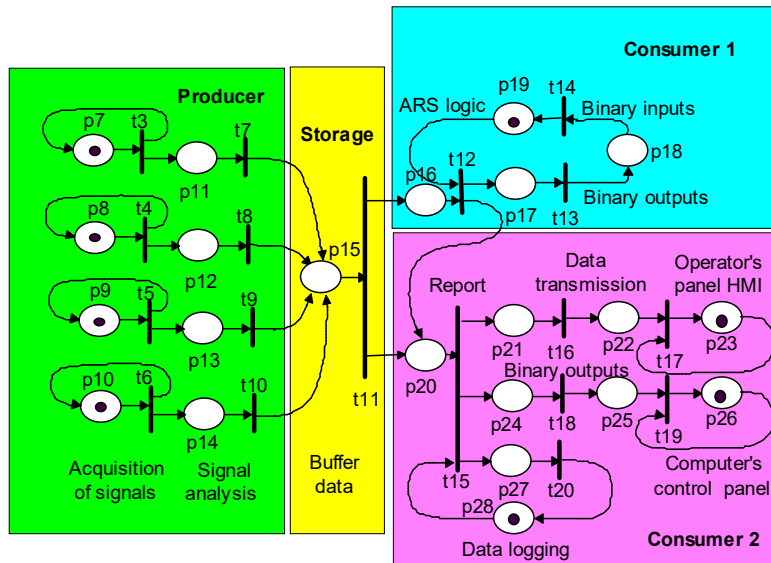 Producer
p7
t3
t7
p11
p8
t4
t8
p12
p9
t5
t9
p13
p10
t6
t10
p14
Acquisition
of signals
Signal
analysis
Storage
p15
t11
Buffer
data
Consumer 1
p19
t14
ARS logic
Binary inputs
p16
t12
p18
p17
t13
Binary outputs
Data
transmission
Operator's
panel HMI
Report
p20
p21
t16
p22
t17
p23
Binary outputs
p24
t18
p25
t19
p26
t15
p27
t20
p28
Computer's
control panel
Data logging
Consumer 2